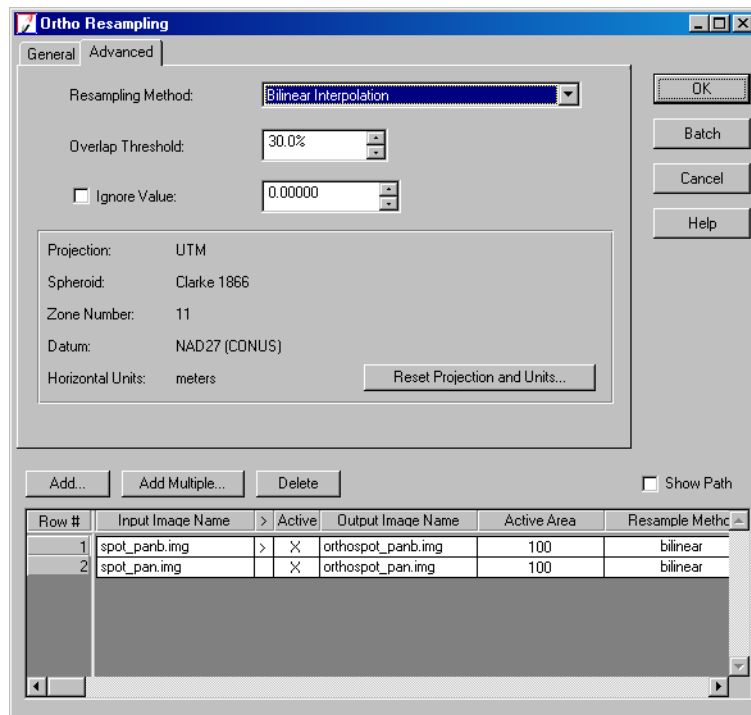 Ortho Resampling
General Advanced
Resampling Method: Bilinear Interpolation
Overlap Threshold: 30.0%
Ignore Value: 0.00000
Projection: UTM
Spheroid: Clarke 1866
Zone Number: 11
Datum: NAD27 (CONUS)
Horizontal Units: meters Reset Projection and Units...
OK
Batch
Cancel
Help
Add... Add Multiple... Delete Show Path
Row # Input Image Name > Active Output Image Name Active Area Resample Metho
1 spot_panb.img > X orthospot_panb.img 100 bilinear
2 spot_pan.img X orthospot_pan.img 100 bilinear